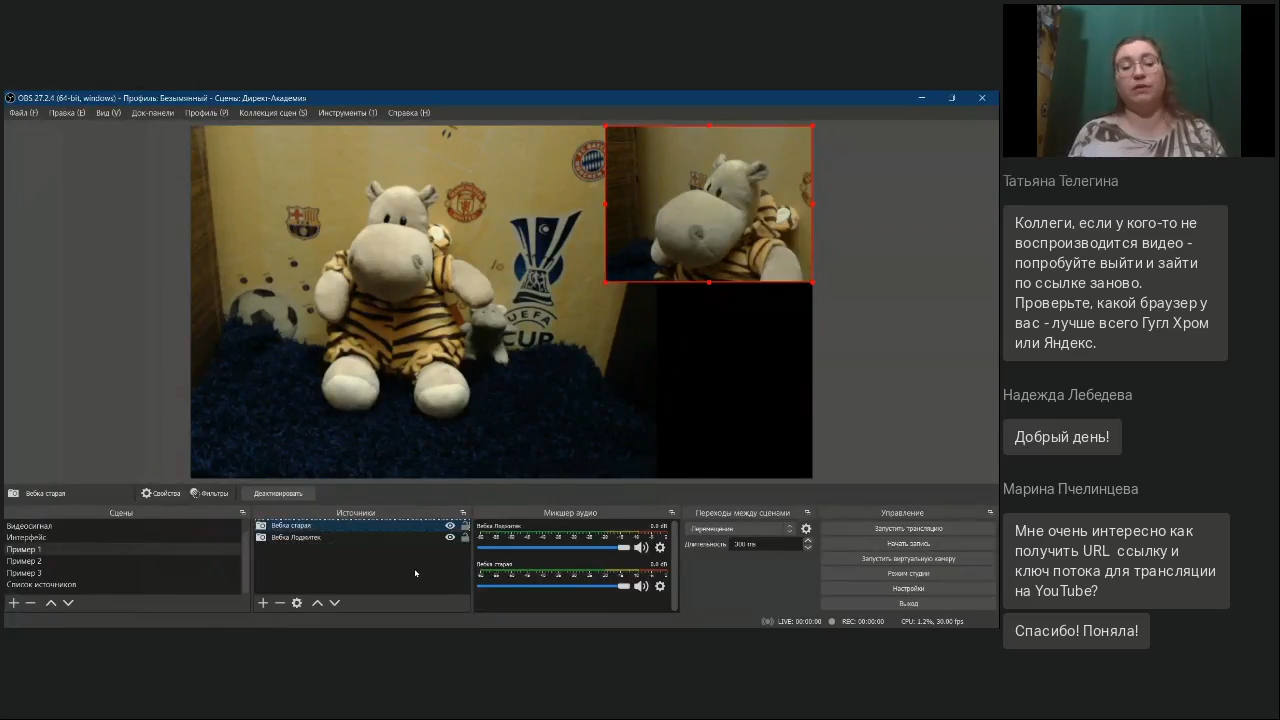 OBS 27.2.4 (64-bit, windows) - Профиль: Безымянный - Сцены: Директ-Академия
Файл (F) Правка (E) Вид (V) Док-панели Профиль (P) Коллекция сцен (S) Инструменты (T) Справка (H)
UEFA
CUP
Вебка старая Свойства Фильтры Деактивировать
Сцены
Видеосигнал
Интерфейс
Пример 1
Пример 2
Пример 3
Список источников
Источники
Вебка старая
Вебка Лоджитек
Микшер аудио
Вебка Лоджитек 0.0 dB
Вебка старая 0.0 dB
Переходы между сценами
Перемещение
Длительность 300 ms
Управление
Запустить трансляцию
Начать запись
Запустить виртуальную камеру
Режим студии
Настройки
Выход
LIVE: 00:00:00 REC: 00:00:00 CPU: 1.2%, 30.00 fps
Татьяна Телегина
Коллеги, если у кого-то не
воспроизводится видео -
попробуйте выйти и зайти
по ссылке заново.
Проверьте, какой браузер у
вас - лучше всего Гугл Хром
или Яндекс.
Надежда Лебедева
Добрый день!
Марина Пчелинцева
Мне очень интересно как
получить URL ссылку и
ключ потока для трансляции
на YouTube?
Спасибо! Поняла!